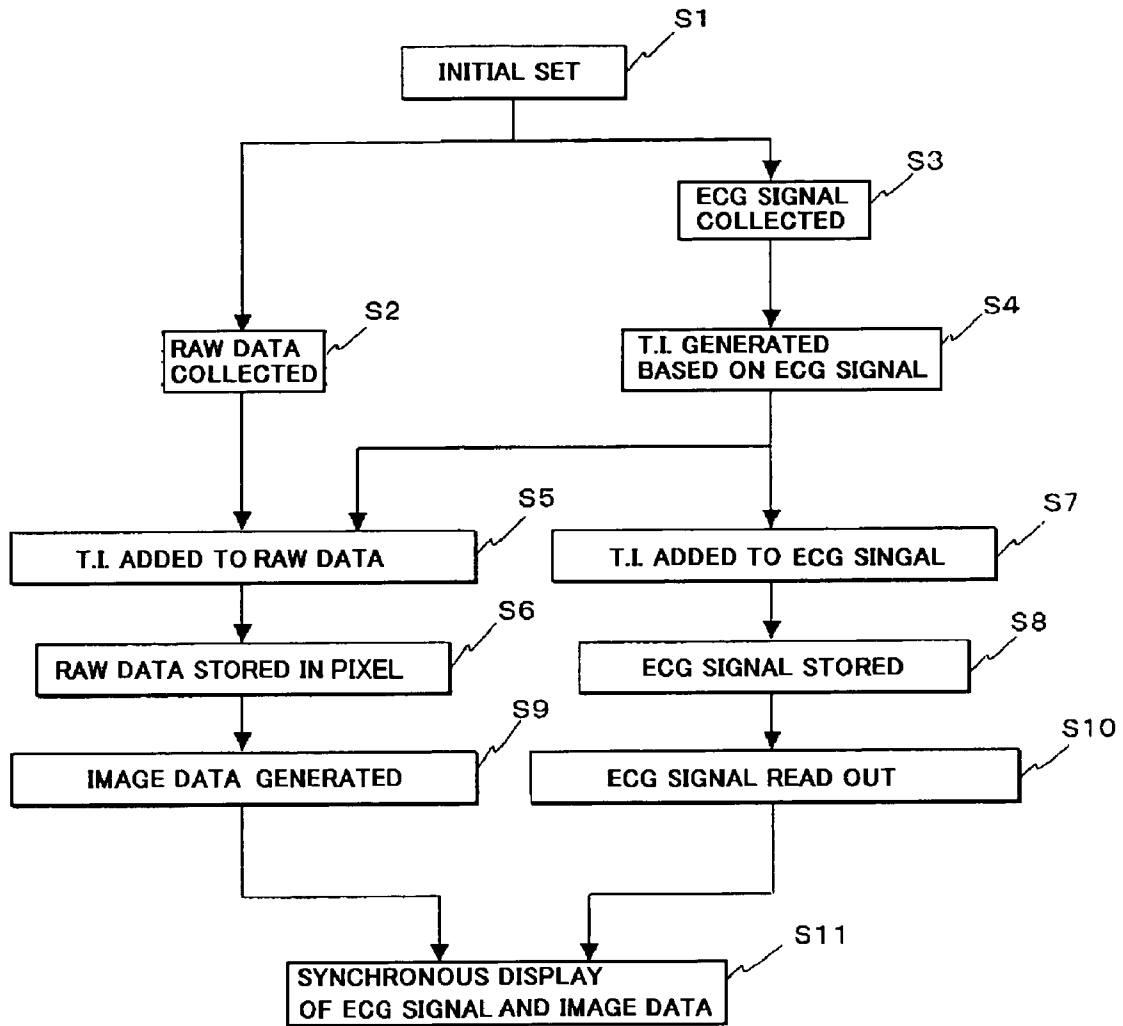 S1
INITIAL SET
S3
ECG SIGNAL
COLLECTED
S2
RAW DATA
COLLECTED
S4
T.I. GENERATED
BASED ON ECG SIGNAL
S5
T.I. ADDED TO RAW DATA
S7
T.I. ADDED TO ECG SINGAL
S6
RAW DATA STORED IN PIXEL
S8
ECG SIGNAL STORED
S9
IMAGE DATA GENERATED
S10
ECG SIGNAL READ OUT
S11
SYNCHRONOUS DISPLAY
OF ECG SIGNAL AND IMAGE DATA